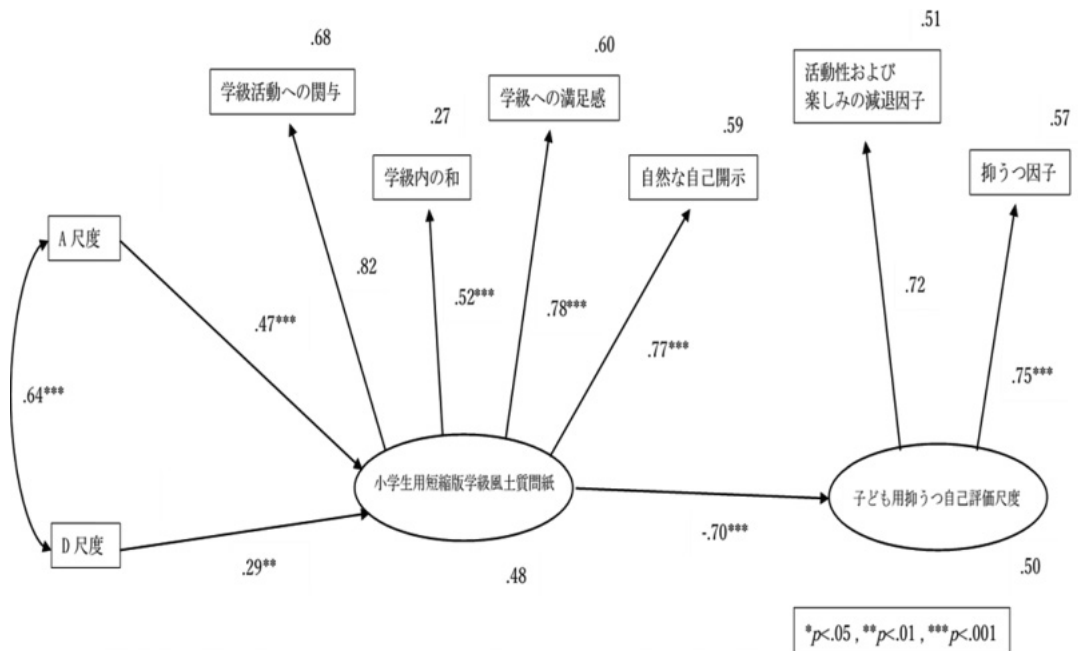 .68
.60
.51
学級活動への関与
学級への満足感
活動性および
楽しみの減退因子
.27
.59
.57
学級内の和
自然な自己開示
抑うつ因子
A 尺度
.82
.52***
.78***
.77***
.72
.75***
.47***
.64***
小学生用短縮版学級風土質問紙
子ども用抑うつ自己評価尺度
D 尺度
.29**
-.70***
.48
.50
*p<.05 , **p<.01 , ***p<.001